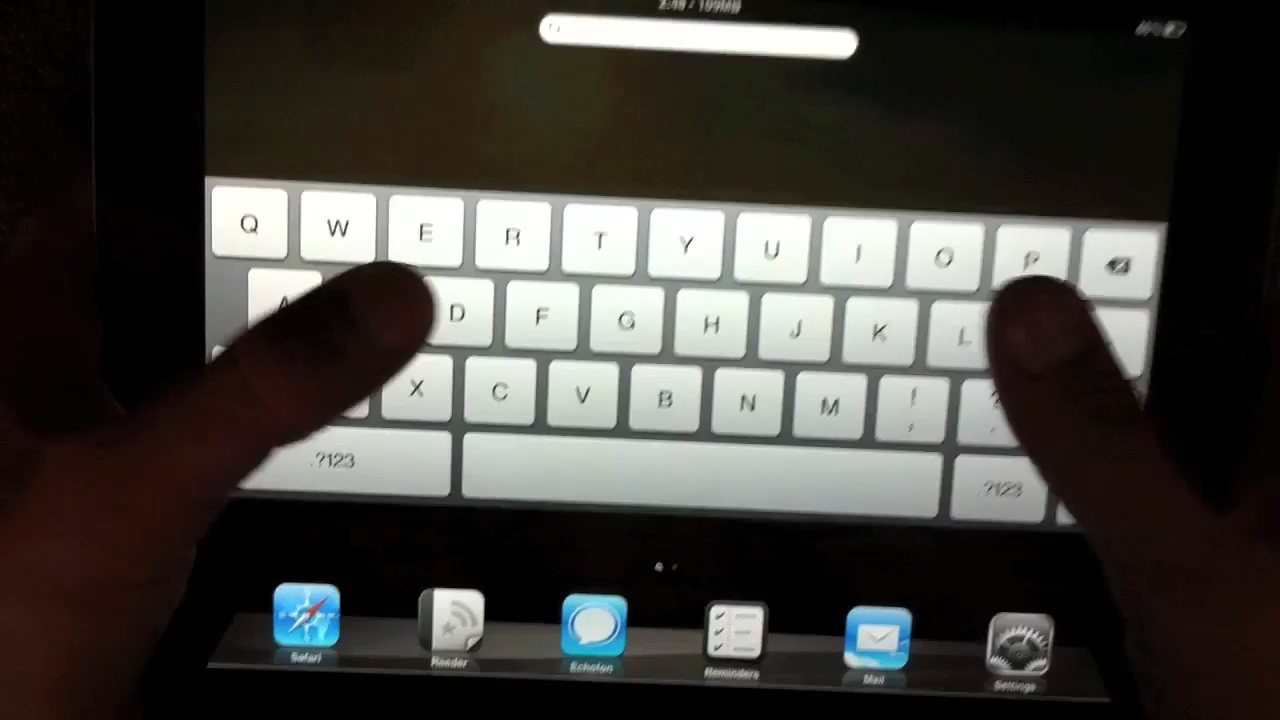 Q W E R T Y U I O P
A D F G H J K L
X C V B N M ! ,
.?123 .?123
Safari Reader Echofon Reminders Mail Settings